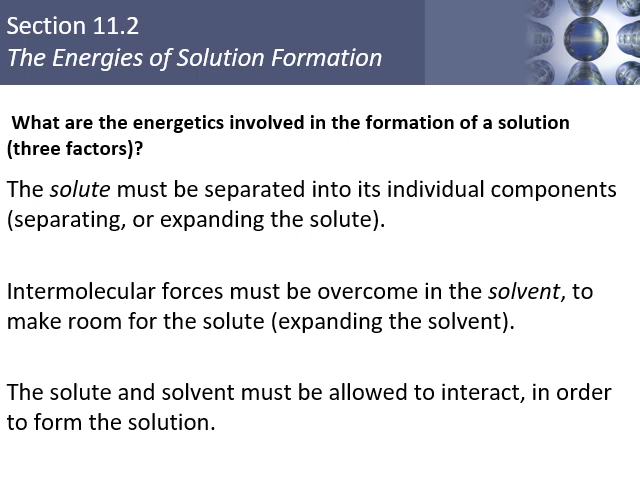 Section 11.2
The Energies of Solution Formation
What are the energetics involved in the formation of a solution
(three factors)?
The solute must be separated into its individual components
(separating, or expanding the solute).
Intermolecular forces must be overcome in the solvent, to
make room for the solute (expanding the solvent).
The solute and solvent must be allowed to interact, in order
to form the solution.